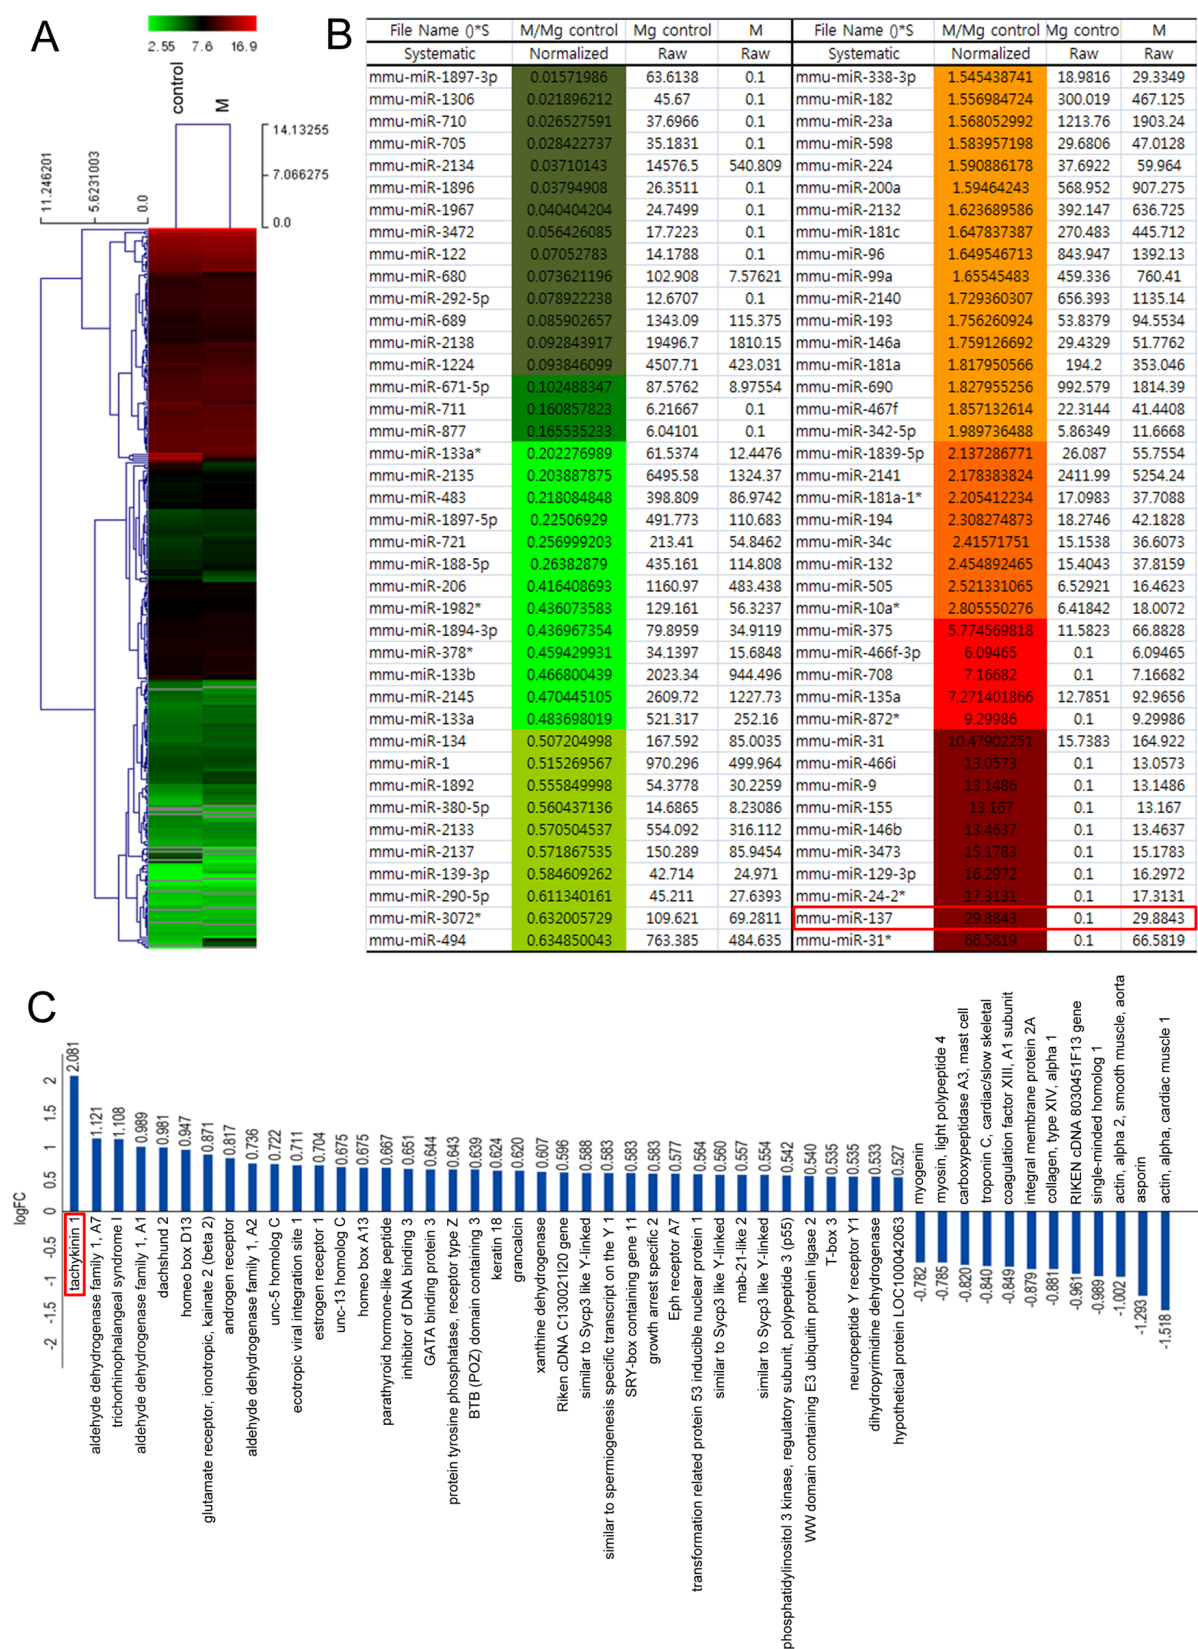 A
2.55 7.6 16.9
control
M
14.13255
7.066275
0.0
11.246201
5.6231003
0.0
B
File Name ()*S M/Mg control Mg control M File Name ()*S M/Mg control Mg contro M
Systematic Normalized Raw Raw Systematic Normalized Raw Raw
mmu-miR-1897-3p 0.01571986 63.6138 0.1 mmu-miR-338-3p 1.545438741 18.9816 29.3349
mmu-miR-1306 0.021896212 45.67 0.1 mmu-miR-182 1.556984724 300.019 467.125
mmu-miR-710 0.026527591 37.6966 0.1 mmu-miR-23a 1.568052992 1213.76 1903.24
mmu-miR-705 0.028422737 35.1831 0.1 mmu-miR-598 1.583957198 29.6806 47.0128
mmu-miR-2134 0.03710143 14576.5 540.809 mmu-miR-224 1.590886178 37.6922 59.964
mmu-miR-1896 0.03794908 26.3511 0.1 mmu-miR-200a 1.59464243 568.952 907.275
mmu-miR-1967 0.040404204 24.7499 0.1 mmu-miR-2132 1.623689586 392.147 636.725
mmu-miR-3472 0.056426085 17.7223 0.1 mmu-miR-181c 1.647837387 270.483 445.712
mmu-miR-122 0.07052783 14.1788 0.1 mmu-miR-96 1.649546713 843.947 1392.13
mmu-miR-680 0.073621196 102.908 7.57621 mmu-miR-99a 1.65545483 459.336 760.41
mmu-miR-292-5p 0.078922238 12.6707 0.1 mmu-miR-2140 1.729360307 656.393 1135.14
mmu-miR-689 0.085902657 1343.09 115.375 mmu-miR-193 1.756260924 53.8379 94.5534
mmu-miR-2138 0.092843917 19496.7 1810.15 mmu-miR-146a 1.759126692 29.4329 51.7762
mmu-miR-1224 0.093846099 4507.71 423.031 mmu-miR-181a 1.817950566 194.2 353.046
mmu-miR-671-5p 0.102488347 87.5762 8.97554 mmu-miR-690 1.827955256 992.579 1814.39
mmu-miR-711 0.160857823 6.21667 0.1 mmu-miR-467f 1.857132614 22.3144 41.4408
mmu-miR-877 0.165535233 6.04101 0.1 mmu-miR-342-5p 1.989736488 5.86349 11.6668
mmu-miR-133a* 0.202276989 61.5374 12.4476 mmu-miR-1839-5p 2.137286771 26.087 55.7554
mmu-miR-2135 0.203887875 6495.58 1324.37 mmu-miR-2141 2.178383824 2411.99 5254.24
mmu-miR-483 0.218084848 398.809 86.9742 mmu-miR-181a-1* 2.205412234 17.0983 37.7088
mmu-miR-1897-5p 0.22506929 491.773 110.683 mmu-miR-194 2.308274873 18.2746 42.1828
mmu-miR-721 0.256999203 213.41 54.8462 mmu-miR-34c 2.41571751 15.1538 36.6073
mmu-miR-188-5p 0.26382879 435.161 114.808 mmu-miR-132 2.454892465 15.4043 37.8159
mmu-miR-206 0.416408693 1160.97 483.438 mmu-miR-505 2.521331065 6.52921 16.4623
mmu-miR-1982* 0.436073583 129.161 56.3237 mmu-miR-10a* 2.805550276 6.41842 18.0072
mmu-miR-1894-3p 0.436967354 79.8959 34.9119 mmu-miR-375 5.774569818 11.5823 66.8828
mmu-miR-378* 0.459429931 34.1397 15.6848 mmu-miR-466f-3p 6.09465 0.1 6.09465
mmu-miR-133b 0.466800439 2023.34 944.496 mmu-miR-708 7.16682 0.1 7.16682
mmu-miR-2145 0.470445105 2609.72 1227.73 mmu-miR-135a 7.271401866 12.7851 92.9656
mmu-miR-133a 0.483698019 521.317 252.16 mmu-miR-872* 9.29986 0.1 9.29986
mmu-miR-134 0.507204998 167.592 85.0035 mmu-miR-31 10.47902251 15.7383 164.922
mmu-miR-1 0.515269567 970.296 499.964 mmu-miR-466i 13.0573 0.1 13.0573
mmu-miR-1892 0.555849998 54.3778 30.2259 mmu-miR-9 13.1486 0.1 13.1486
mmu-miR-380-5p 0.560437136 14.6865 8.23086 mmu-miR-155 13.167 0.1 13.167
mmu-miR-2133 0.570504537 554.092 316.112 mmu-miR-146b 13.4637 0.1 13.4637
mmu-miR-2137 0.571867535 150.289 85.9454 mmu-miR-3473 15.1783 0.1 15.1783
mmu-miR-139-3p 0.584609262 42.714 24.971 mmu-miR-129-3p 16.2972 0.1 16.2972
mmu-miR-290-5p 0.611340161 45.211 27.6393 mmu-miR-24-2* 17.3131 0.1 17.3131
mmu-miR-3072* 0.632005729 109.621 69.2811 mmu-miR-137 29.8843 0.1 29.8843
mmu-miR-494 0.634850043 763.385 484.635 mmu-miR-31* 66.5819 0.1 66.5819
C
logFC
2
1.5
1
0.5
0
-0.5
-1
-1.5
-2
tachykinin 1 2.081
aldehyde dehydrogenase family 1, A7 1.121
trichorhinophalangeal syndrome I 1.108
aldehyde dehydrogenase family 1, A1 0.989
dachshund 2 0.981
homeo box D13 0.947
glutamate receptor, ionotropic, kainate 2 (beta 2) 0.871
androgen receptor 0.817
aldehyde dehydrogenase family 1, A2 0.736
unc-5 homolog C 0.722
ecotropic viral integration site 1 0.711
estrogen receptor 1 0.704
unc-13 homolog C 0.675
homeo box A13 0.675
parathyroid hormone-like peptide 0.667
inhibitor of DNA binding 3 0.651
GATA binding protein 3 0.644
protein tyrosine phosphatase, receptor type Z 0.643
BTB (POZ) domain containing 3 0.639
keratin 18 0.624
grancalcin 0.620
xanthine dehydrogenase 0.607
Riken cDNA C130021I20 gene 0.596
similar to Sycp3 like Y-linked 0.588
similar to spermiogenesis specific transcript on the Y 1 0.583
SRY-box containing gene 11 0.583
growth arrest specific 2 0.583
Eph receptor A7 0.577
transformation related protein 53 inducible nuclear protein 1 0.564
similar to Sycp3 like Y-linked 0.560
mab-21-like 2 0.557
similar to Sycp3 like Y-linked 0.554
phosphatidylinositol 3 kinase, regulatory subunit, polypeptide 3 (p55) 0.542
WW domain containing E3 ubiquitin protein ligase 2 0.540
T-box 3 0.535
neuropeptide Y receptor Y1 0.535
dihydropyrimidine dehydrogenase 0.533
hypothetical protein LOC100042063 0.527
myogenin -0.782
myosin, light polypeptide 4 -0.785
carboxypeptidase A3, mast cell -0.820
troponin C, cardiac/slow skeletal -0.840
coagulation factor XIII, A1 subunit -0.849
integral membrane protein 2A -0.879
collagen, type XIV, alpha 1 -0.881
RIKEN cDNA 8030451F13 gene -0.961
single-minded homolog 1 -0.989
actin, alpha 2, smooth muscle, aorta -1.002
asporin -1.293
actin, alpha, cardiac muscle 1 -1.518